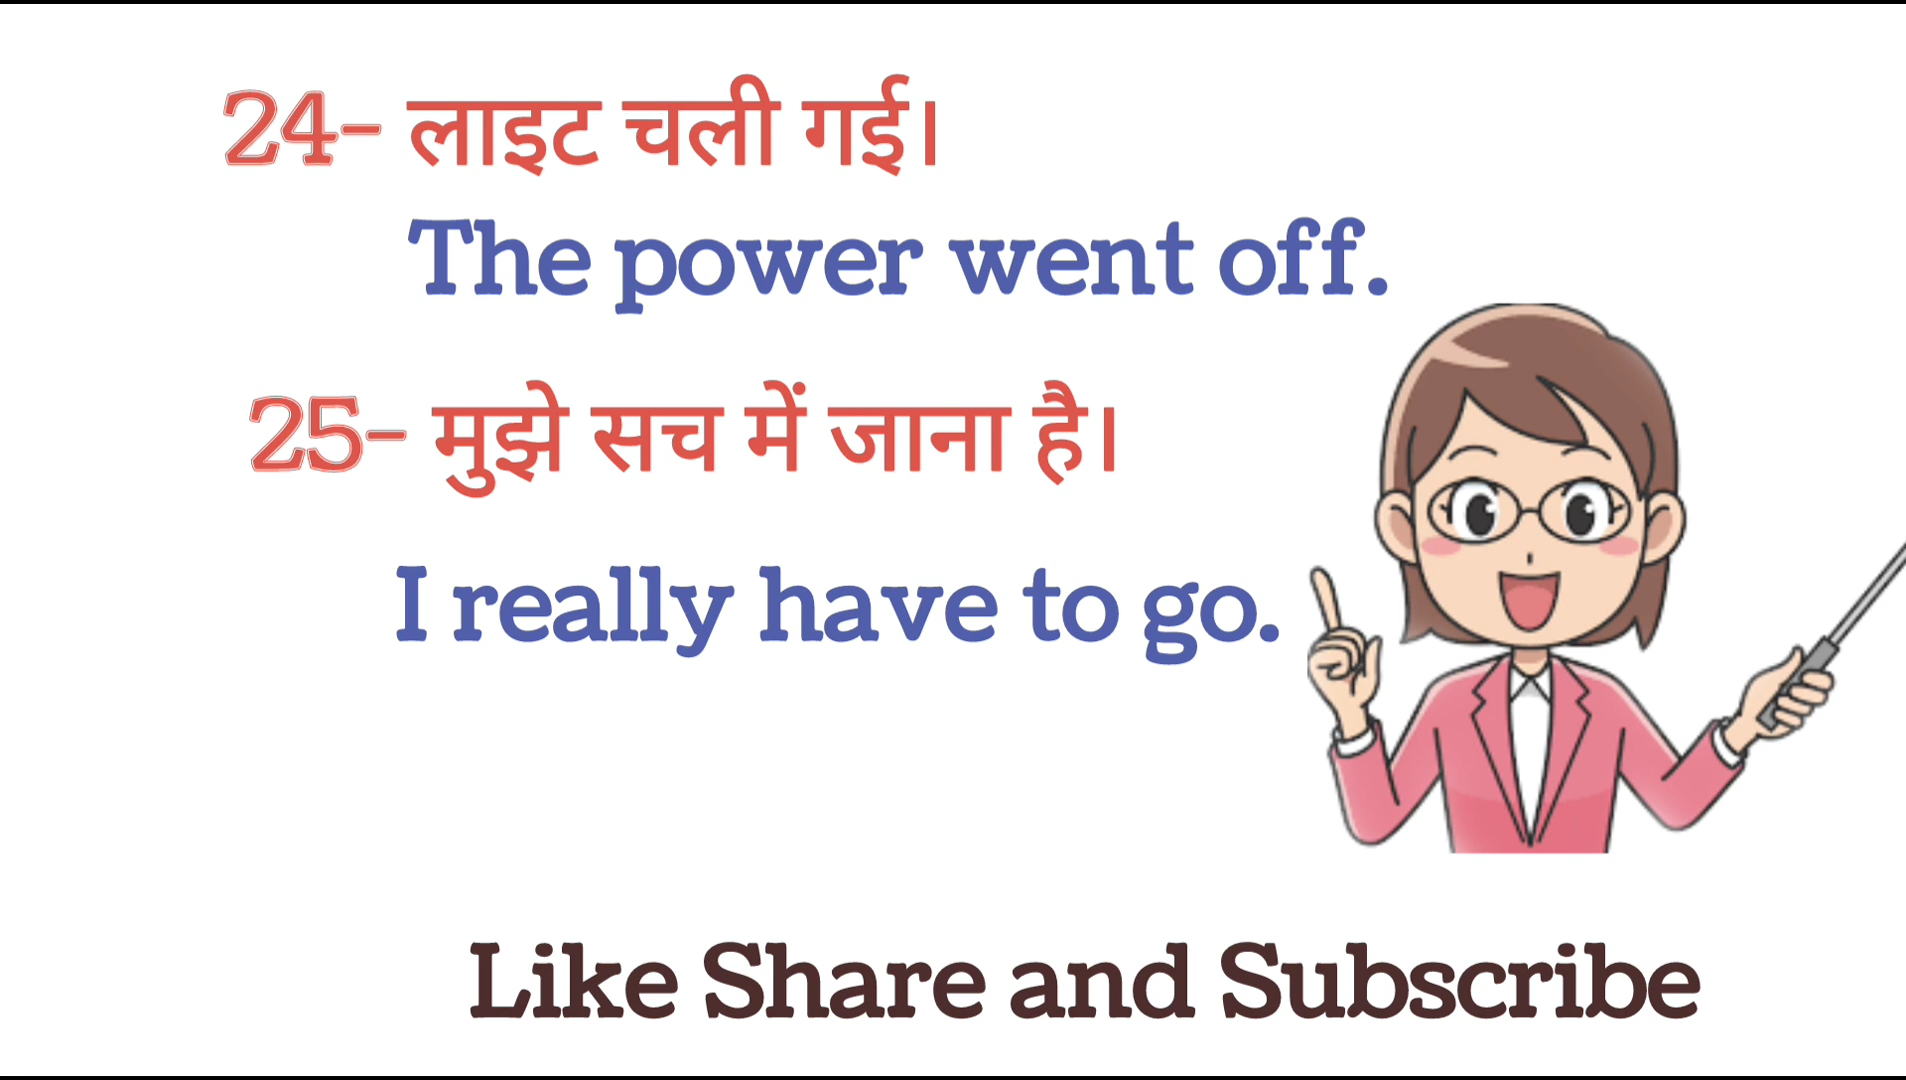 24- लाइट चली गई।
The power went off.
25- मुझे सच में जाना है।
I really have to go.
Like Share and Subscribe